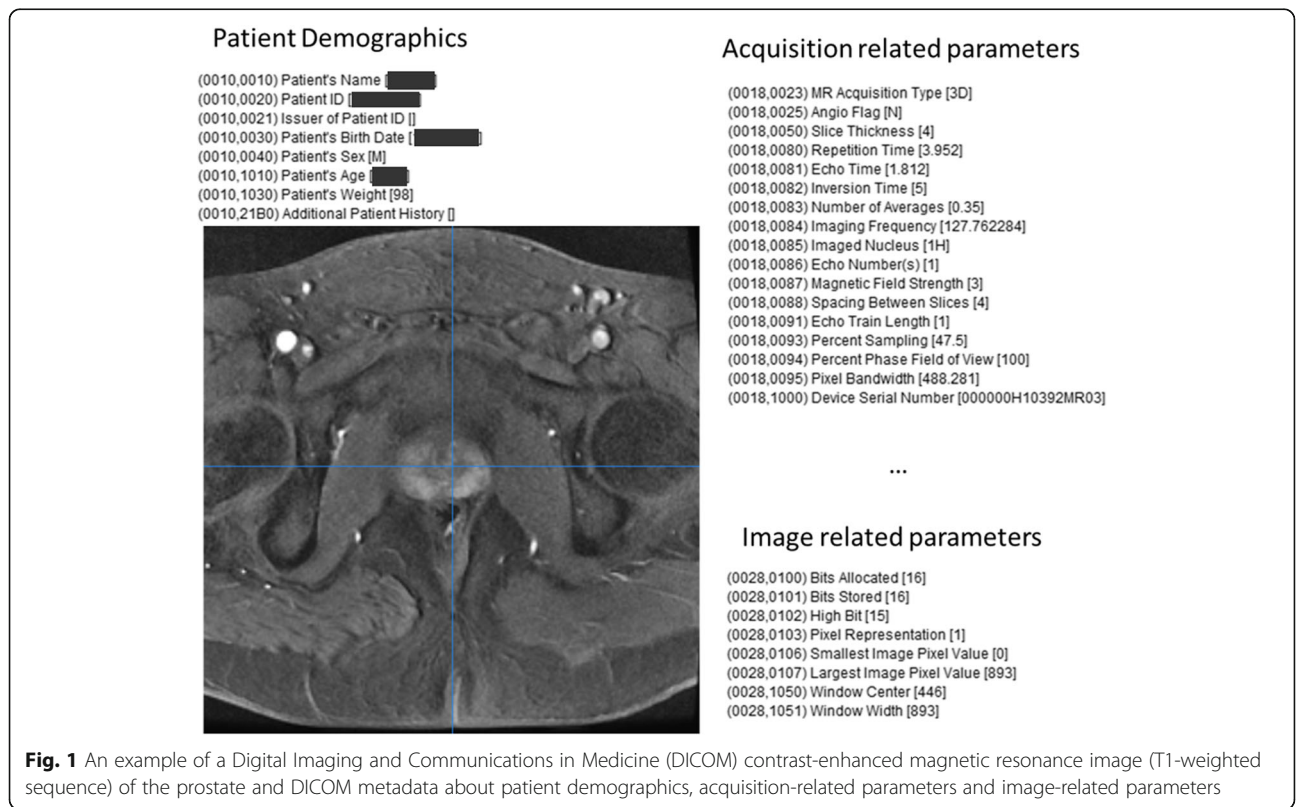 Patient Demographics
(0010,0010) Patient's Name []
(0010,0020) Patient ID []
(0010,0021) Issuer of Patient ID []
(0010,0030) Patient's Birth Date []
(0010,0040) Patient's Sex [M]
(0010,1010) Patient's Age []
(0010,1030) Patient's Weight [98]
(0010,21B0) Additional Patient History []
Acquisition related parameters
(0018,0023) MR Acquisition Type [3D]
(0018,0025) Angio Flag [N]
(0018,0050) Slice Thickness [4]
(0018,0080) Repetition Time [3.952]
(0018,0081) Echo Time [1.812]
(0018,0082) Inversion Time [5]
(0018,0083) Number of Averages [0.35]
(0018,0084) Imaging Frequency [127.762284]
(0018,0085) Imaged Nucleus [1H]
(0018,0086) Echo Number(s) [1]
(0018,0087) Magnetic Field Strength [3]
(0018,0088) Spacing Between Slices [4]
(0018,0091) Echo Train Length [1]
(0018,0093) Percent Sampling [47.5]
(0018,0094) Percent Phase Field of View [100]
(0018,0095) Pixel Bandwidth [488.281]
(0018,1000) Device Serial Number [000000H10392MR03]
...
Image related parameters
(0028,0100) Bits Allocated [16]
(0028,0101) Bits Stored [16]
(0028,0102) High Bit [15]
(0028,0103) Pixel Representation [1]
(0028,0106) Smallest Image Pixel Value [0]
(0028,0107) Largest Image Pixel Value [893]
(0028,1050) Window Center [446]
(0028,1051) Window Width [893]
Fig. 1 An example of a Digital Imaging and Communications in Medicine (DICOM) contrast-enhanced magnetic resonance image (T1-weighted
sequence) of the prostate and DICOM metadata about patient demographics, acquisition-related parameters and image-related parameters